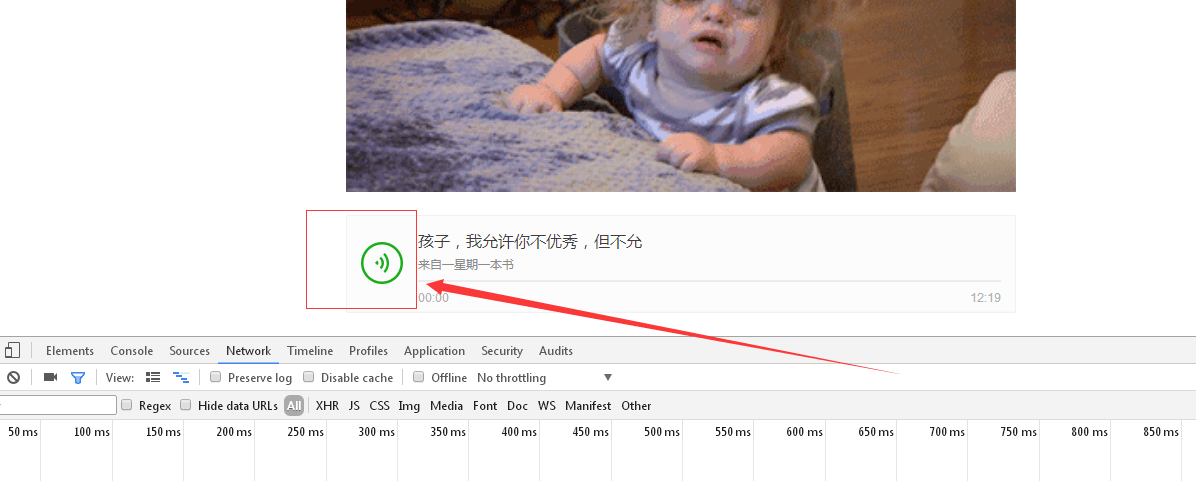 孩子，我允许你不优秀，但不允
来自一星期一本书
00:00 12:19
Elements Console Sources Network Timeline Profiles Application Security Audits
View: Preserve log Disable cache Offline No throttling
Regex Hide data URLs All XHR JS CSS Img Media Font Doc WS Manifest Other
50 ms 100 ms 150 ms 200 ms 250 ms 300 ms 350 ms 400 ms 450 ms 500 ms 550 ms 600 ms 650 ms 700 ms 750 ms 800 ms 850 ms